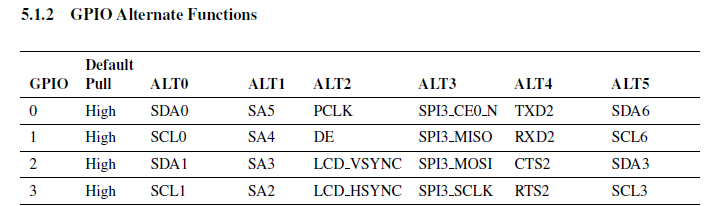 5.1.2 GPIO Alternate Functions
Default
GPIO Pull ALT0 ALT1 ALT2 ALT3 ALT4 ALT5
0 High SDA0 SA5 PCLK SPI3_CE0_N TXD2 SDA6
1 High SCL0 SA4 DE SPI3_MISO RXD2 SCL6
2 High SDA1 SA3 LCD_VSYNC SPI3_MOSI CTS2 SDA3
3 High SCL1 SA2 LCD_HSYNC SPI3_SCLK RTS2 SCL3